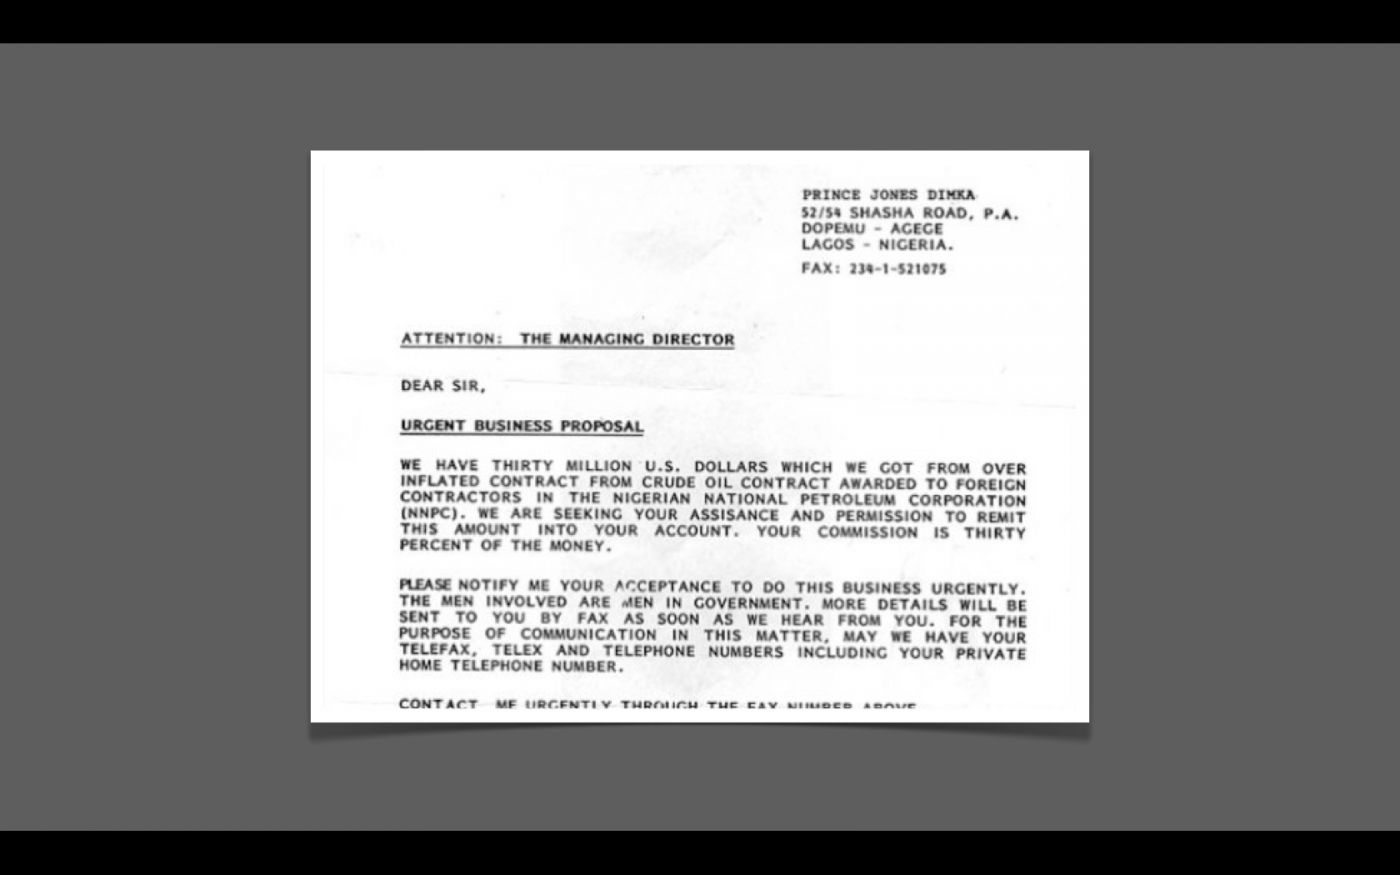 PRINCE JONES DIMKA
52/54 SHASHA ROAD, P.A.
DOPEMU - AGEGE
LAGOS - NIGERIA.
FAX: 234-1-521075
ATTENTION: THE MANAGING DIRECTOR
DEAR SIR,
URGENT BUSINESS PROPOSAL
WE HAVE THIRTY MILLION U.S. DOLLARS WHICH WE GOT FROM OVER
INFLATED CONTRACT FROM CRUDE OIL CONTRACT AWARDED TO FOREIGN
CONTRACTORS IN THE NIGERIAN NATIONAL PETROLEUM CORPORATION
(NNPC). WE ARE SEEKING YOUR ASSISANCE AND PERMISSION TO REMIT
THIS AMOUNT INTO YOUR ACCOUNT. YOUR COMMISSION IS THIRTY
PERCENT OF THE MONEY.
PLEASE NOTIFY ME YOUR ACCEPTANCE TO DO THIS BUSINESS URGENTLY.
THE MEN INVOLVED ARE MEN IN GOVERNMENT. MORE DETAILS WILL BE
SENT TO YOU BY FAX AS SOON AS WE HEAR FROM YOU. FOR THE
PURPOSE OF COMMUNICATION IN THIS MATTER, MAY WE HAVE YOUR
TELEFAX, TELEX AND TELEPHONE NUMBERS INCLUDING YOUR PRIVATE
HOME TELEPHONE NUMBER.
CONTACT ME URGENTLY THROUGH THE FAX NUMBER ABOVE